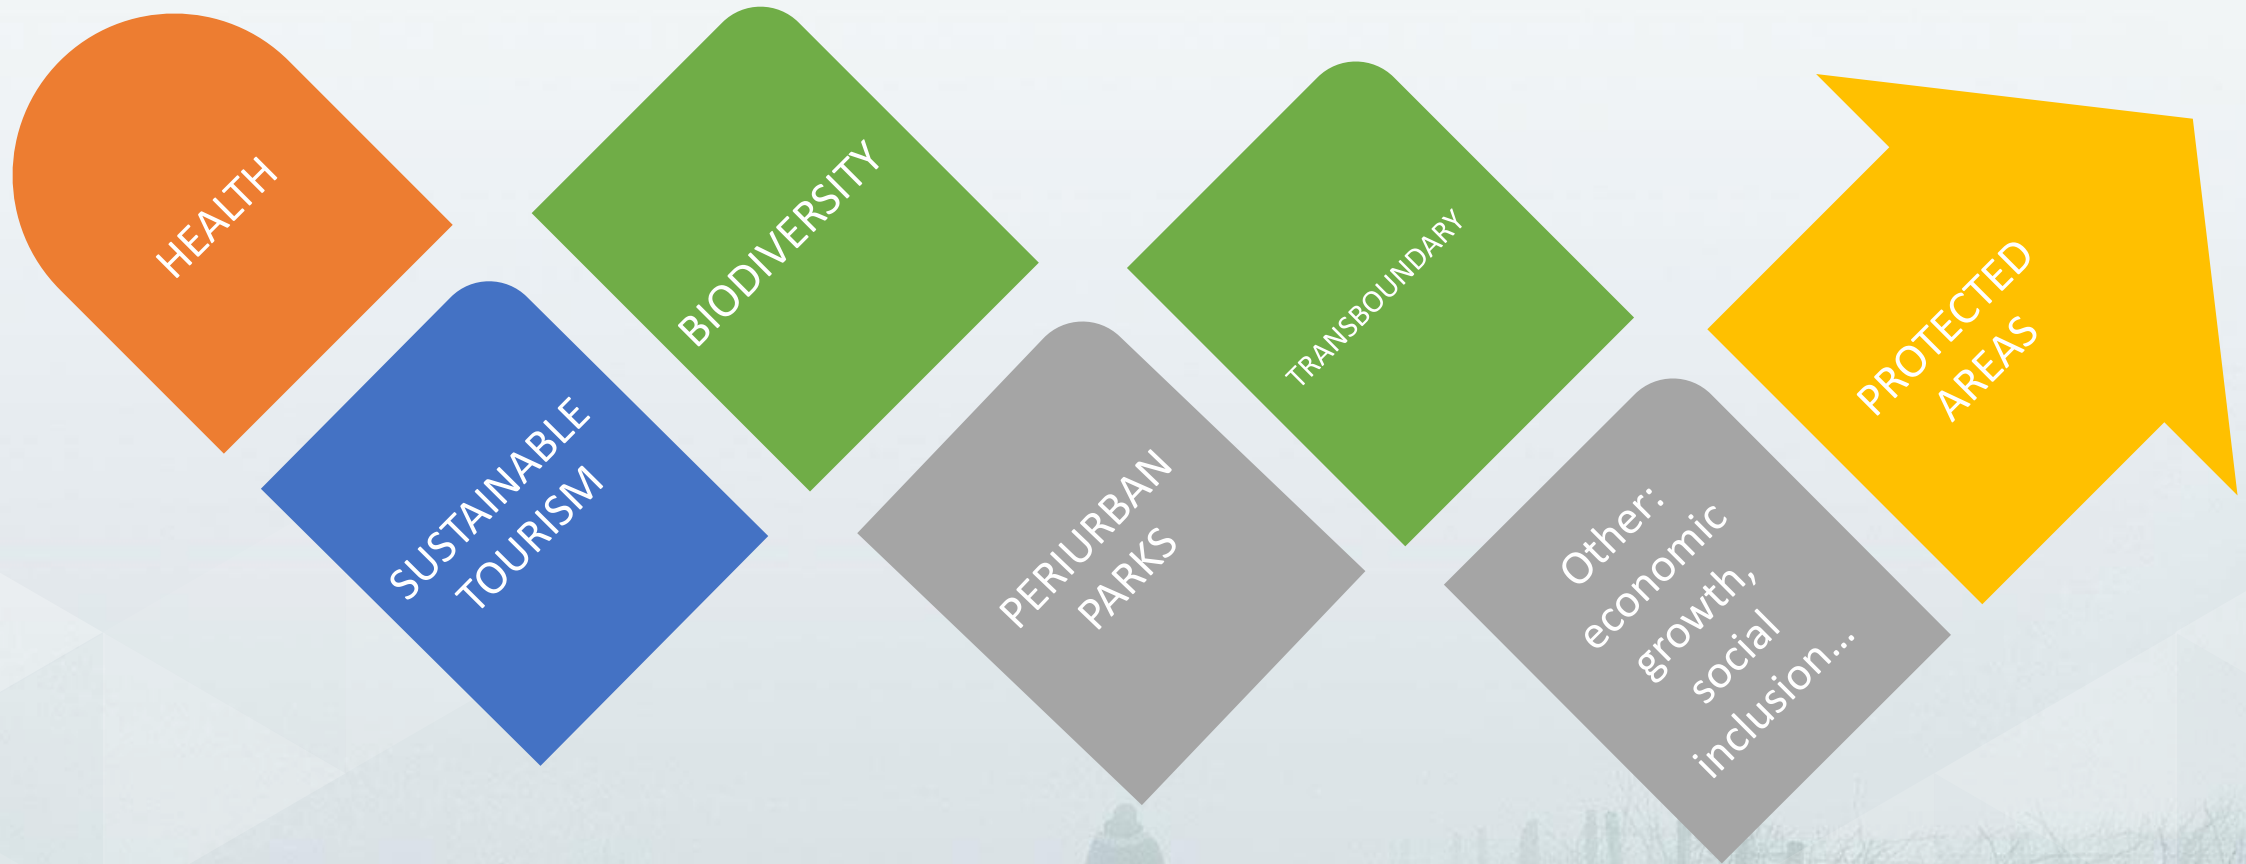 HEALTH
SUSTAINABLE
TOURISM
BIODIVERSITY
PERIURBAN
PARKS
TRANSBOUNDARY
Other:
economic
growth,
social
inclusion...
PROTECTED
AREAS